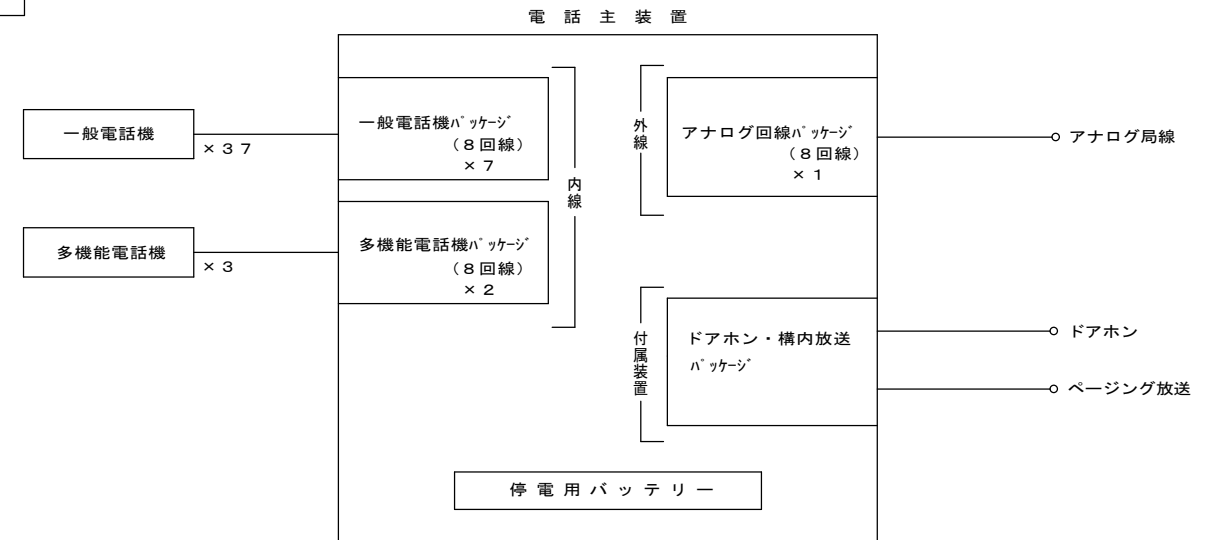 電話主装置
一般電話機
×37
一般電話機ﾊﾟｯｹｰｼﾞ
(8回線)
×7
多機能電話機
×3
多機能電話機ﾊﾟｯｹｰｼﾞ
(8回線)
×2
内線
外線
アナログ回線ﾊﾟｯｹｰｼﾞ
(8回線)
×1
アナログ局線
付属装置
ドアホン・構内放送
ﾊﾟｯｹｰｼﾞ
ドアホン
ページング放送
停電用バッテリー